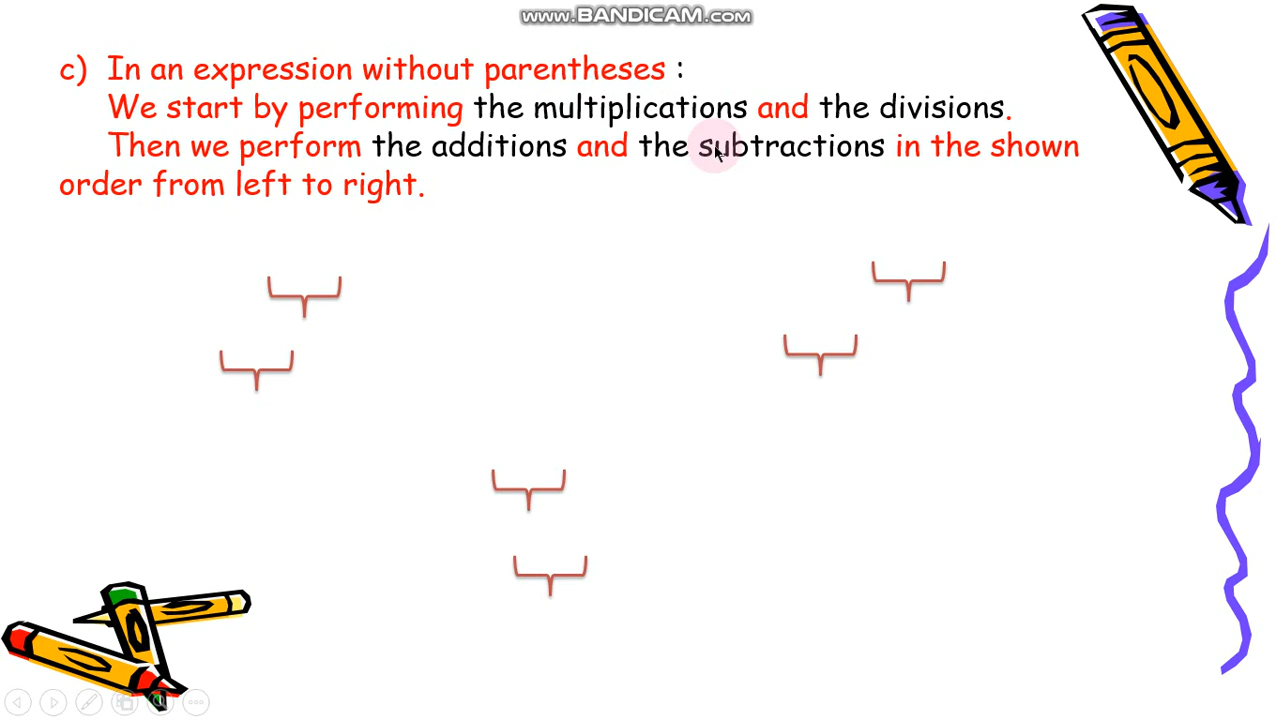 www.BANDICAM.com
c) In an expression without parentheses :
We start by performing the multiplications and the divisions.
Then we perform the additions and the subtractions in the shown
order from left to right.